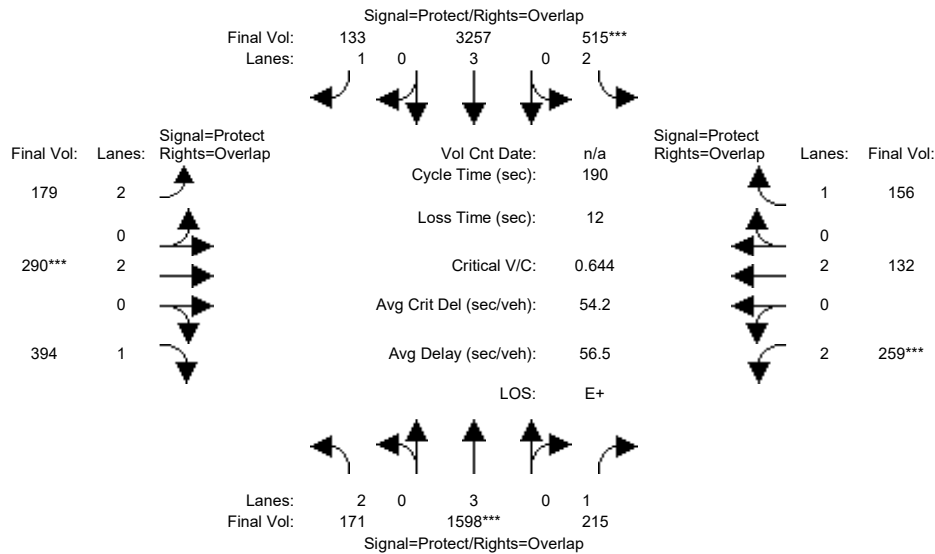 Signal=Protect/Rights=Overlap
Final Vol: 133 3257 515***
Lanes: 1 0 3 0 2
Signal=Protect Signal=Protect
Final Vol: Lanes: Rights=Overlap Vol Cnt Date: n/a Rights=Overlap Lanes: Final Vol:
Cycle Time (sec): 190
179 2 1 156
Loss Time (sec): 12
0 0
290*** 2 Critical V/C: 0.644 2 132
0 Avg Crit Del (sec/veh): 54.2 0
394 1 Avg Delay (sec/veh): 56.5 2 259***
LOS: E+
Lanes: 2 0 3 0 1
Final Vol: 171 1598*** 215
Signal=Protect/Rights=Overlap